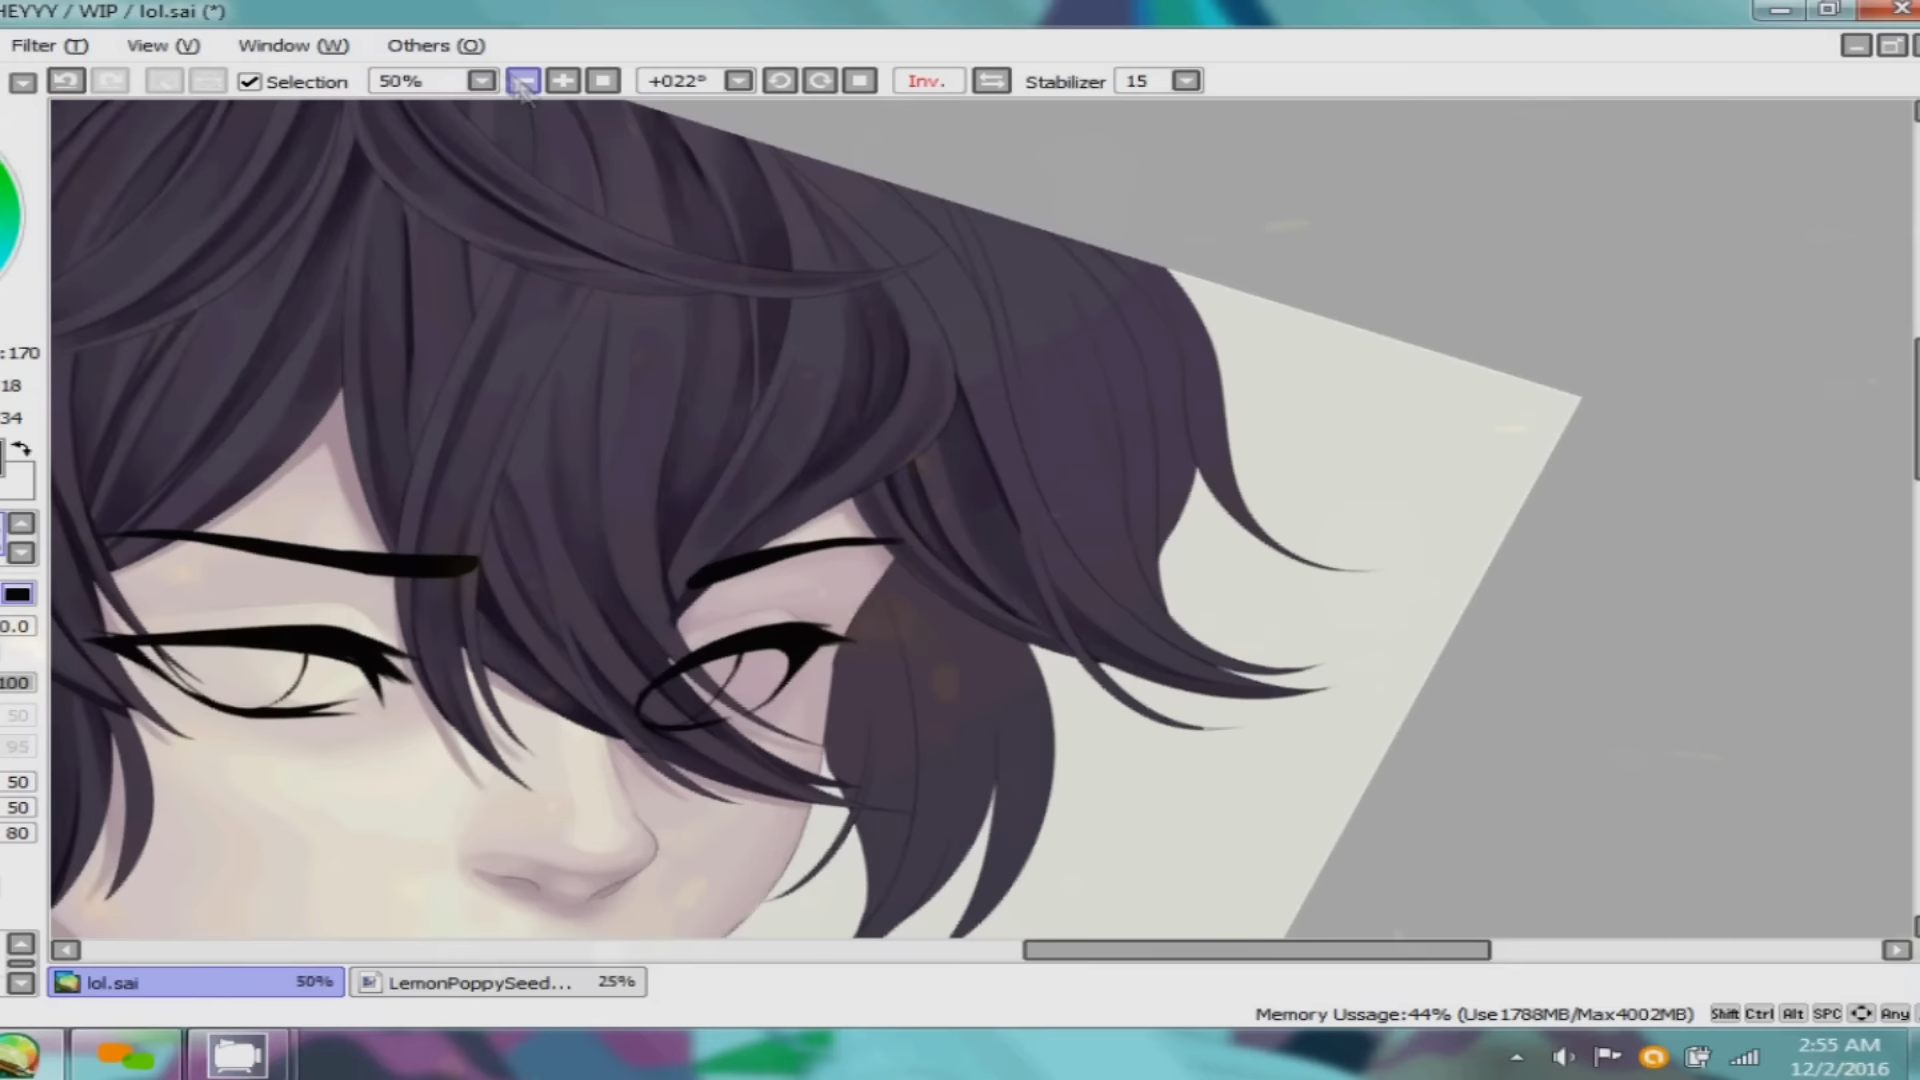 HEYYY / WIP / lol.sai (*)
Filter (T) View (V) Window (W) Others (O)
Selection 50% +022° Inv. Stabilizer 15
:170
18
34
0.0
100
50
95
50
50
80
lol.sai 50% LemonPoppySeed... 25%
Memory Ussage:44% (Use1788MB/Max4002MB) Shift Ctrl Alt SPC Any
2:55 AM
12/2/2016